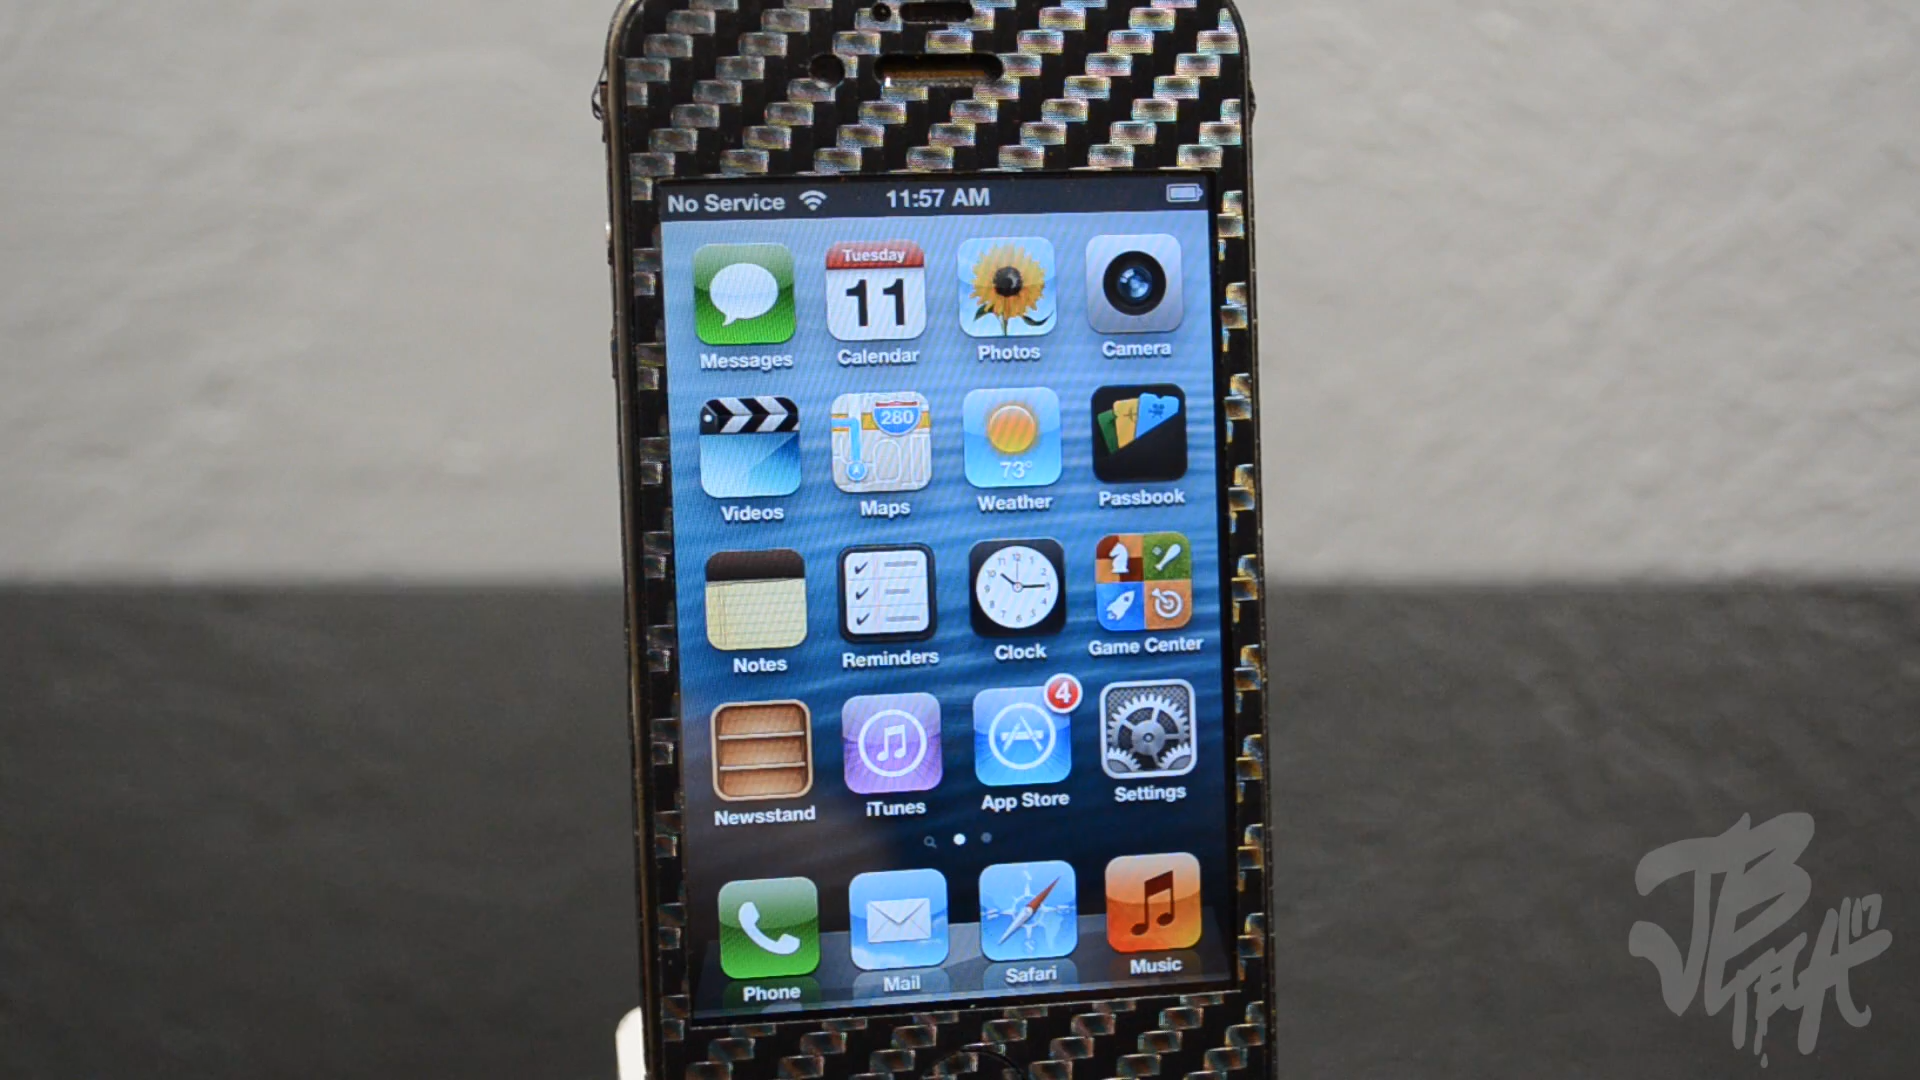 No Service 11:57 AM
Tuesday
11
Messages Calendar Photos Camera
280
73°
Videos Maps Weather Passbook
Notes Reminders Clock Game Center
4
Newsstand iTunes App Store Settings
Phone Mail Safari Music